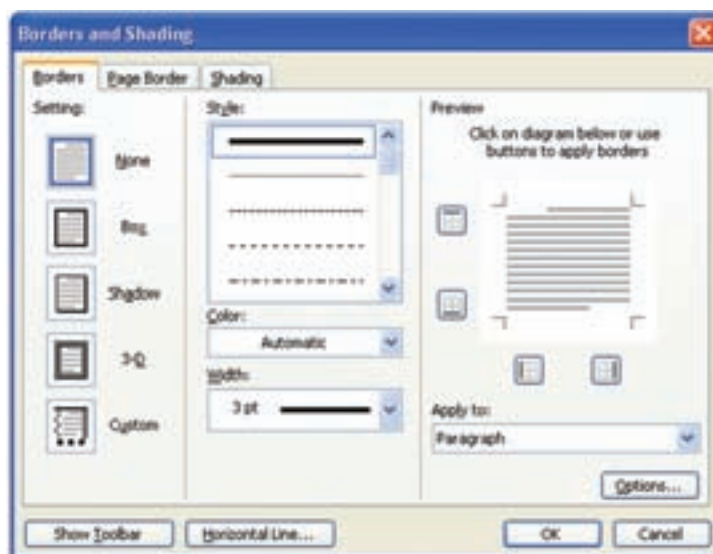 Borders and Shading
Borders
Page Border
Shading
Setting:
None
Box
Shadow
3-D
Custom
Style:
Color:
Automatic
Width:
3 pt
Preview
Click on diagram below or use
buttons to apply borders
Apply to:
Paragraph
Options...
Show Toolbar
Horizontal Line...
OK
Cancel